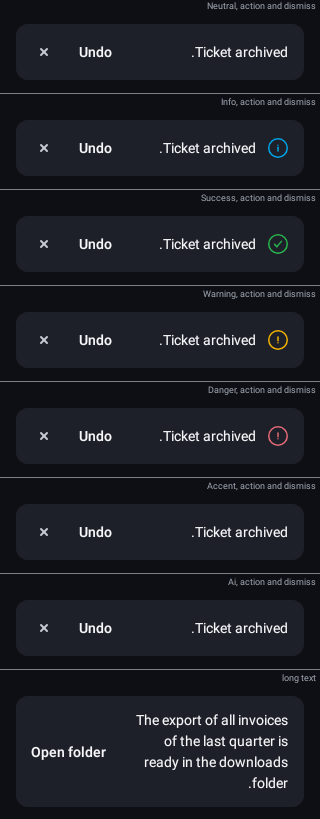 Neutral, action and dismiss
.Ticket archived
Undo
Info, action and dismiss
.Ticket archived
Undo
Success, action and dismiss
.Ticket archived
Undo
Warning, action and dismiss
.Ticket archived
Undo
Danger, action and dismiss
.Ticket archived
Undo
Accent, action and dismiss
.Ticket archived
Undo
Ai, action and dismiss
.Ticket archived
Undo
long text
The export of all invoices
of the last quarter is
ready in the downloads
.folder
Open folder